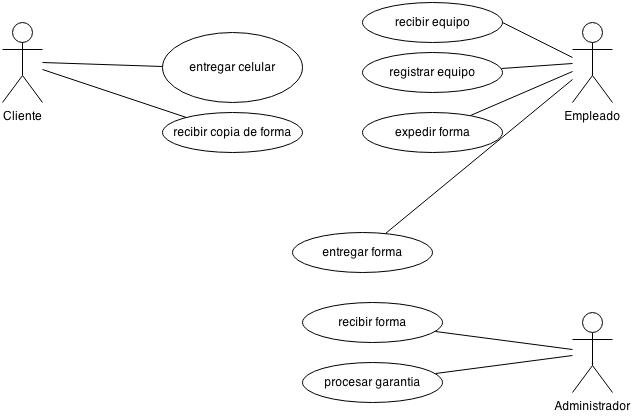 recibir equipo
entregar celular
registrar equipo
Cliente
Empleado
recibir copia de forma
expedir forma
entregar forma
recibir forma
procesar garantia
Administrador